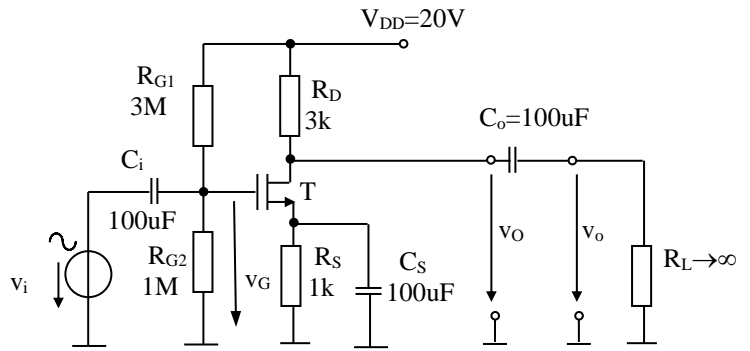 V_DD=20V
R_G1
3M
R_D
3k
C_o=100uF
C_i
100uF
T
R_G2
1M
v_G
R_S
1k
C_S
100uF
v_O
v_o
R_L→∞
v_i